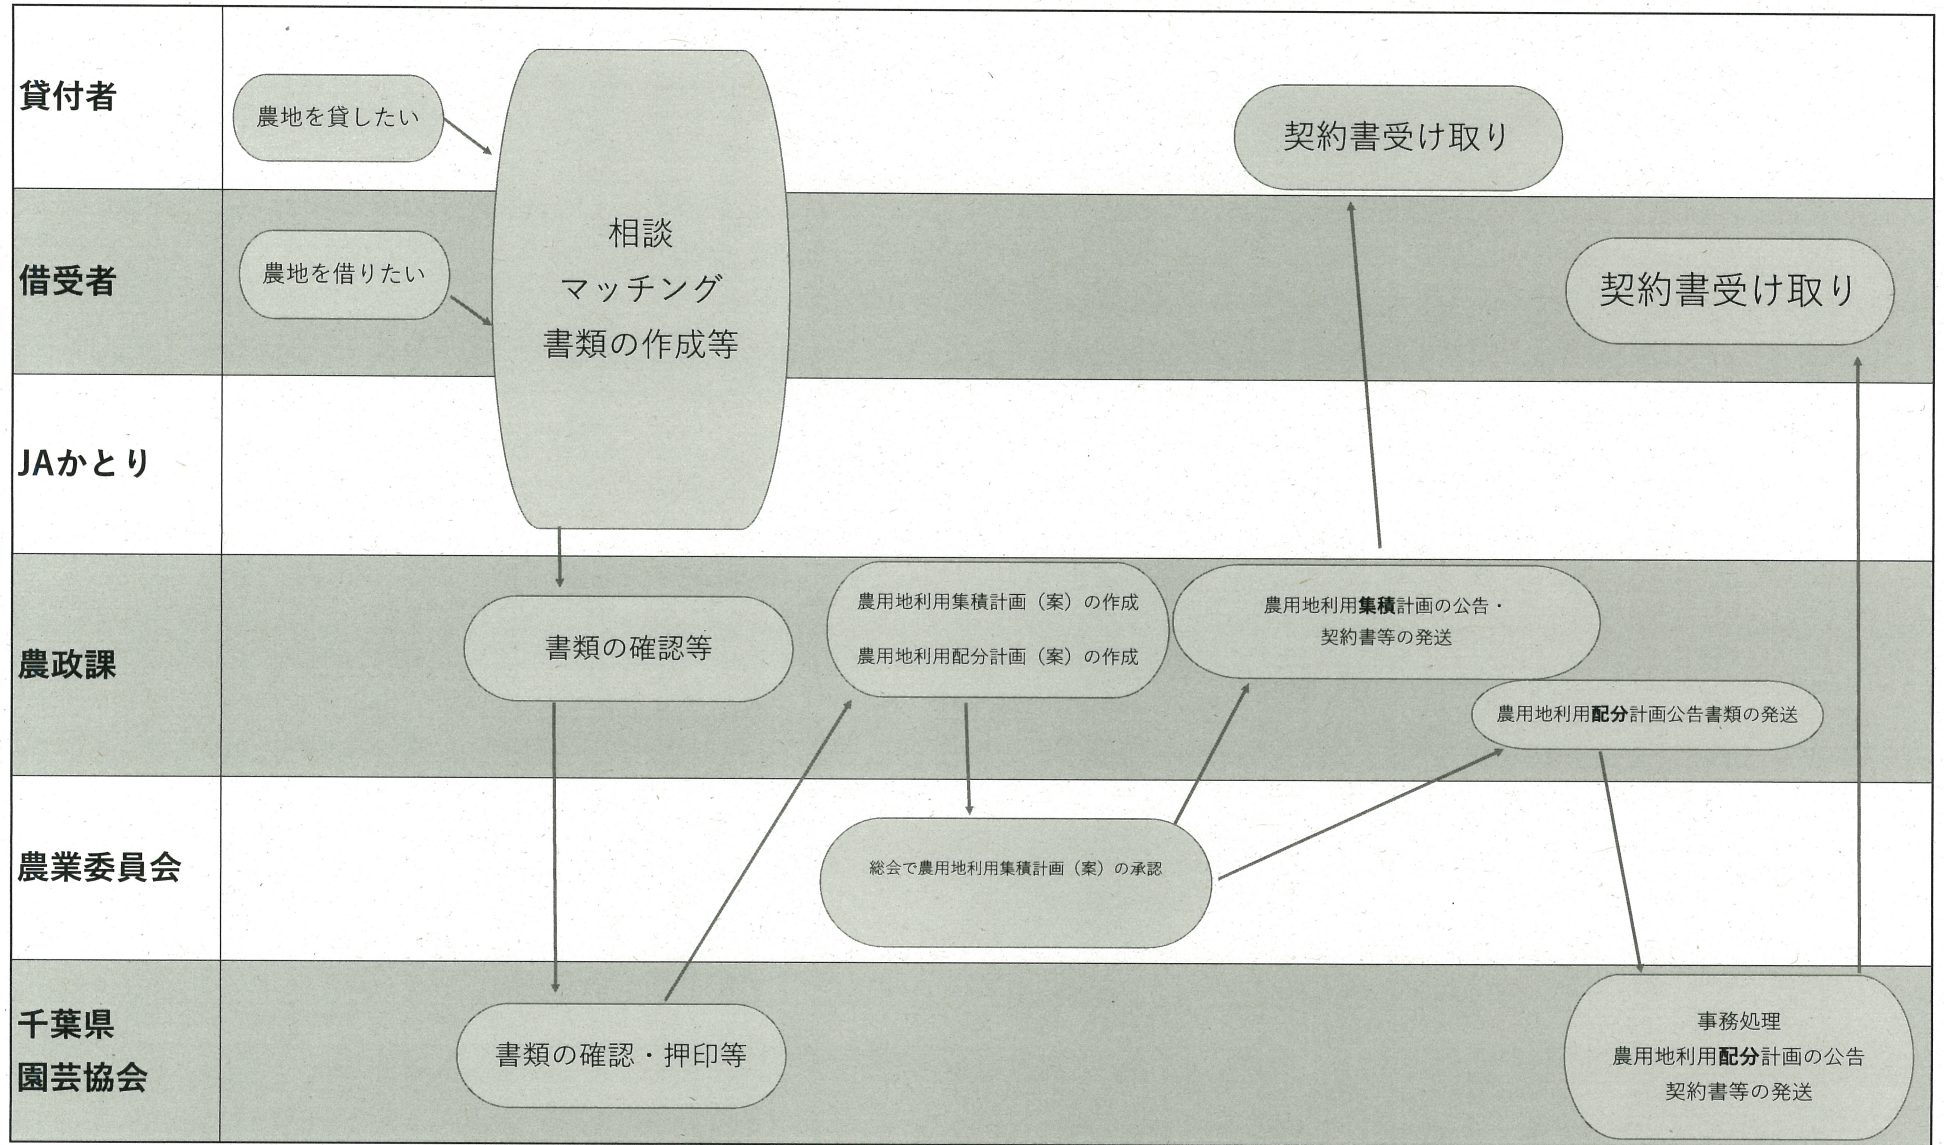 貸付者
農地を貸したい
契約書受け取り
借受者
農地を借りたい
相談
マッチング
書類の作成等
契約書受け取り
JAかとり
農政課
書類の確認等
農用地利用集積計画（案）の作成
農用地利用配分計画（案）の作成
農用地利用集積計画の公告・
契約書等の発送
農用地利用配分計画公告書類の発送
農業委員会
総会で農用地利用集積計画（案）の承認
千葉県
園芸協会
書類の確認・押印等
事務処理
農用地利用配分計画の公告
契約書等の発送